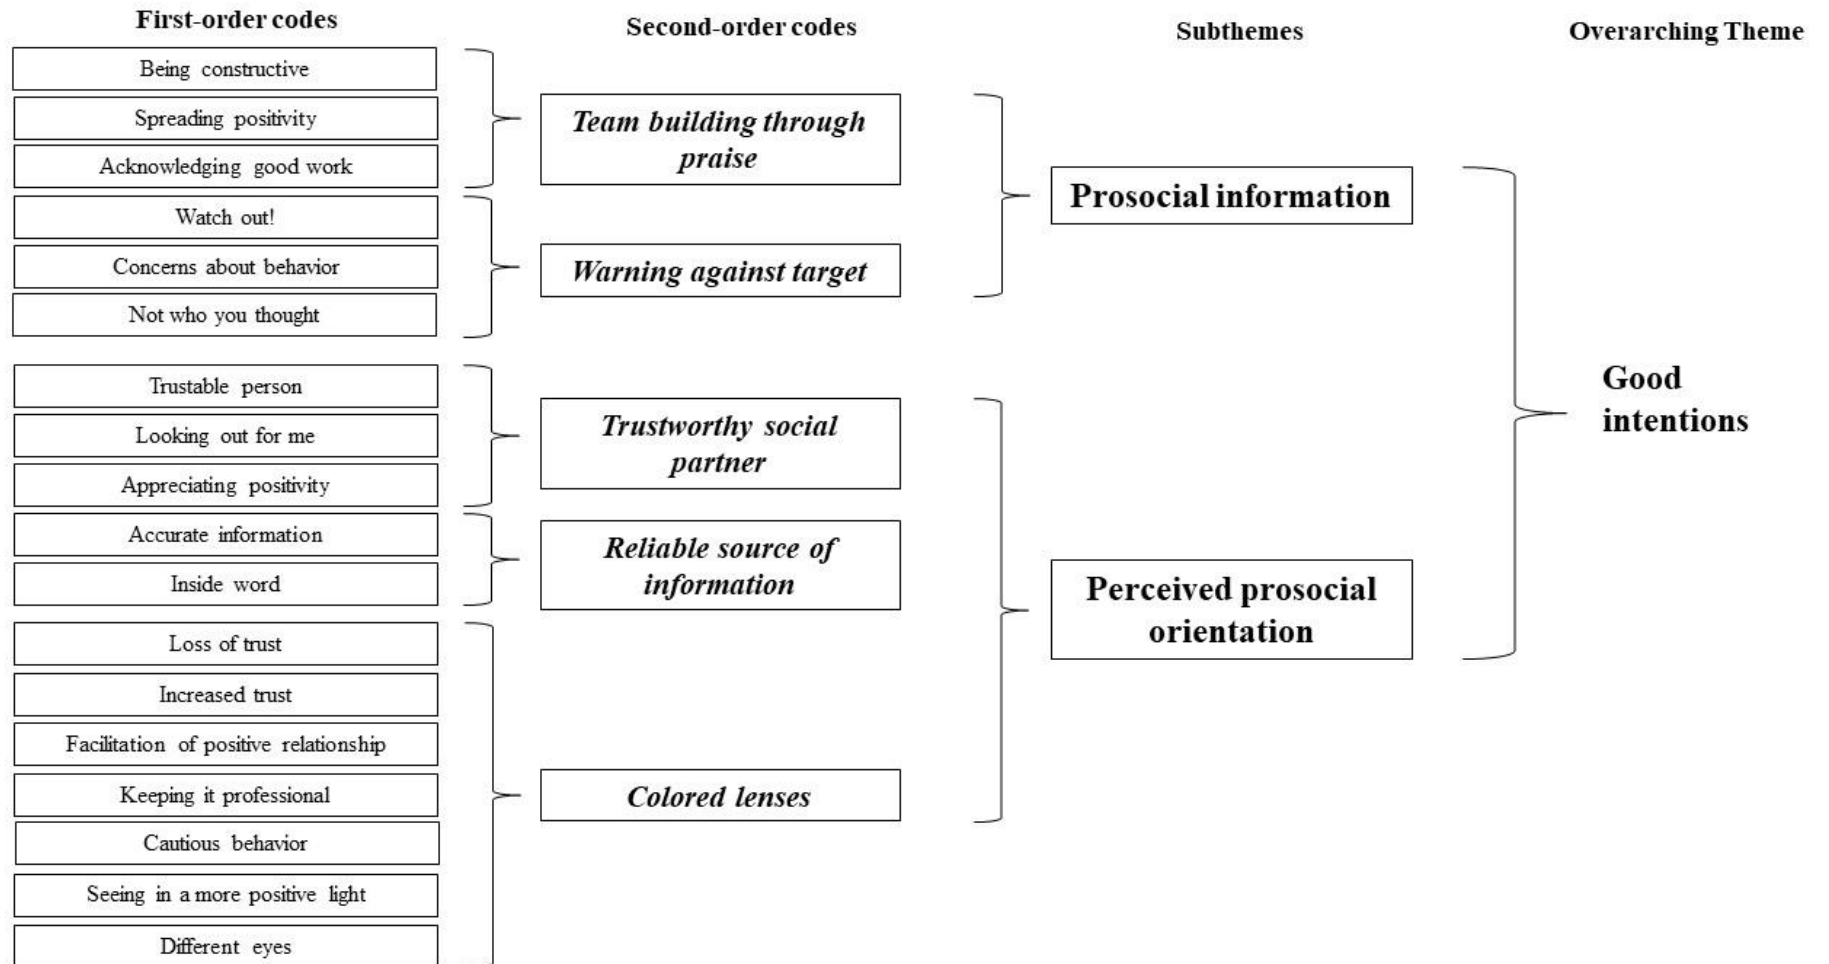 First-order codes
Second-order codes
Subthemes
Overarching Theme
Being constructive
Spreading positivity
Acknowledging good work
Watch out!
Concerns about behavior
Not who you thought
Trustable person
Looking out for me
Appreciating positivity
Accurate information
Inside word
Loss of trust
Increased trust
Facilitation of positive relationship
Keeping it professional
Cautious behavior
Seeing in a more positive light
Different eyes
Team building through
praise
Warning against target
Trustworthy social
partner
Reliable source of
information
Colored lenses
Prosocial information
Perceived prosocial
orientation
Good
intentions